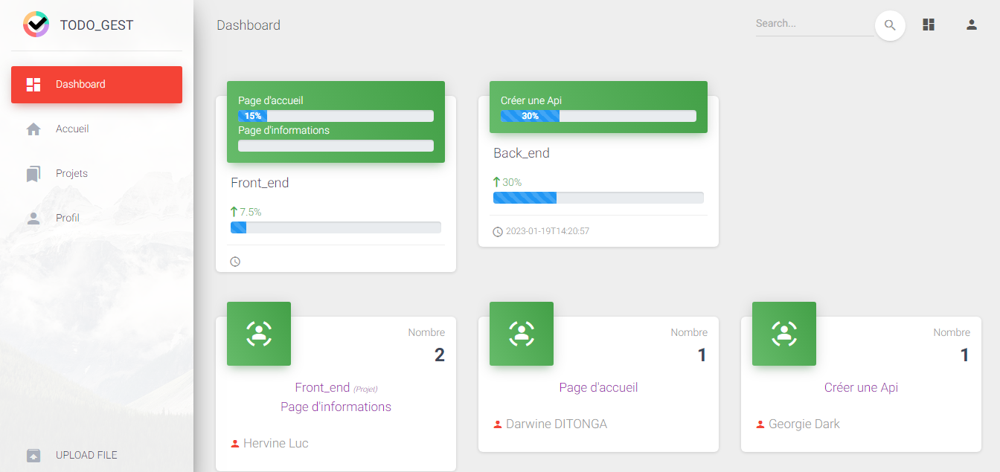 TODO_GEST
Dashboard
Accueil
Projets
Profil
UPLOAD FILE
Dashboard
Search...
Page d'accueil
15%
Page d'informations
Front_end
7.5%
Créer une Api
30%
Back_end
30%
2023-01-19T14:20:57
Nombre
2
Front_end (Projet)
Page d'informations
Hervine Luc
Nombre
1
Page d'accueil
Darwine DITONGA
Nombre
1
Créer une Api
Georgie Dark